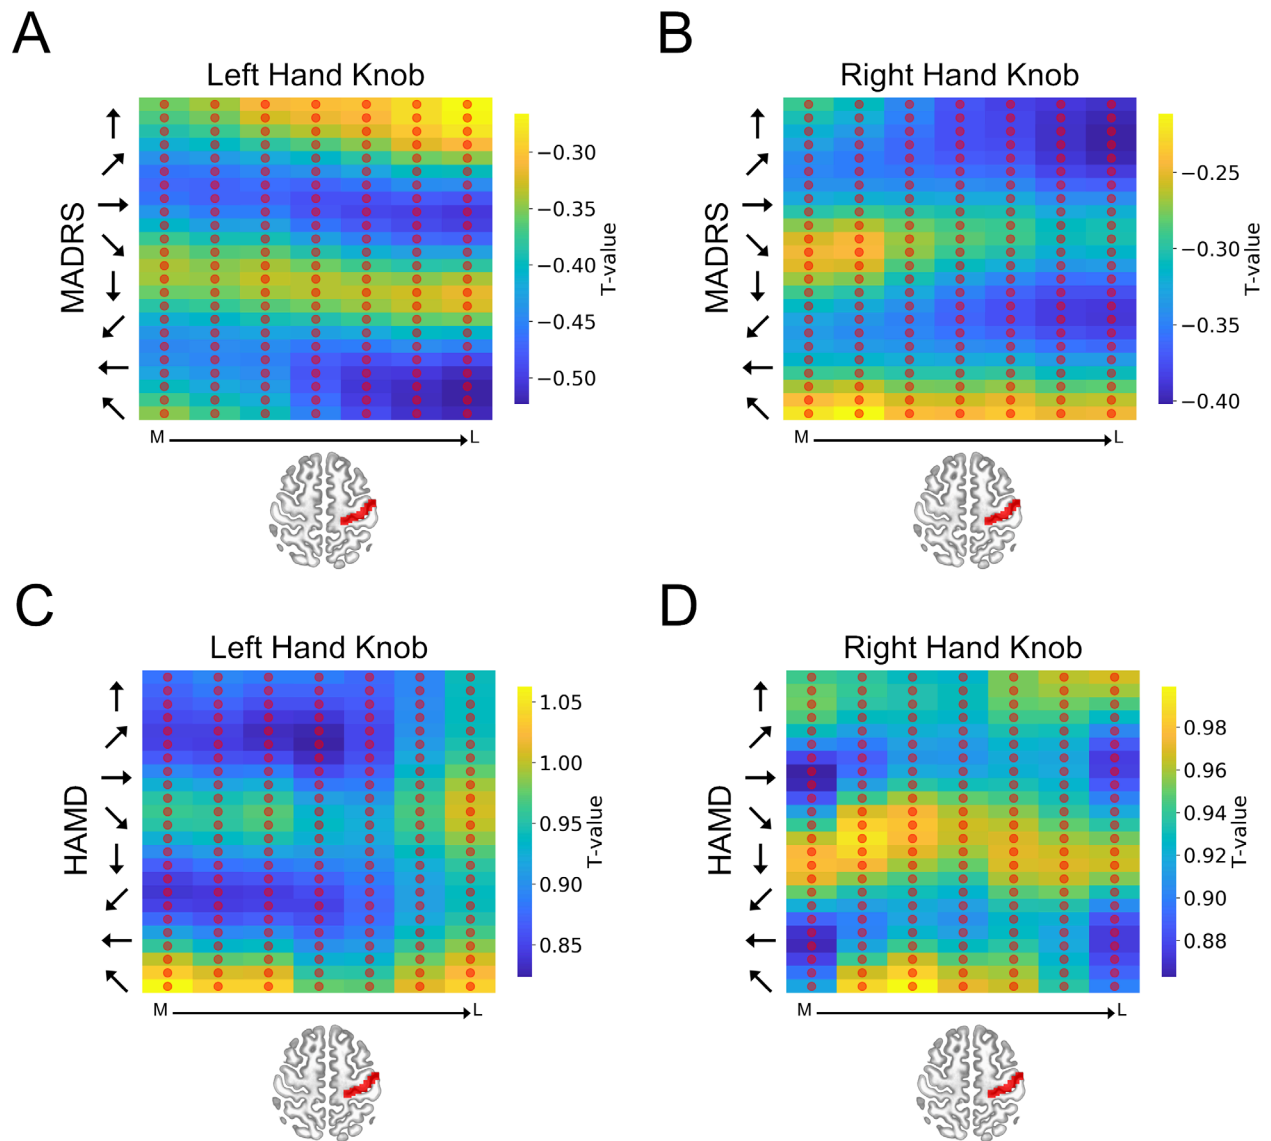 A
Left Hand Knob
MADRS
−0.30
−0.35
−0.40
−0.45
−0.50
T-value
M
L
B
Right Hand Knob
MADRS
−0.25
−0.30
−0.35
−0.40
T-value
M
L
C
Left Hand Knob
HAMD
1.05
1.00
0.95
0.90
0.85
T-value
M
L
D
Right Hand Knob
HAMD
0.98
0.96
0.94
0.92
0.90
0.88
T-value
M
L